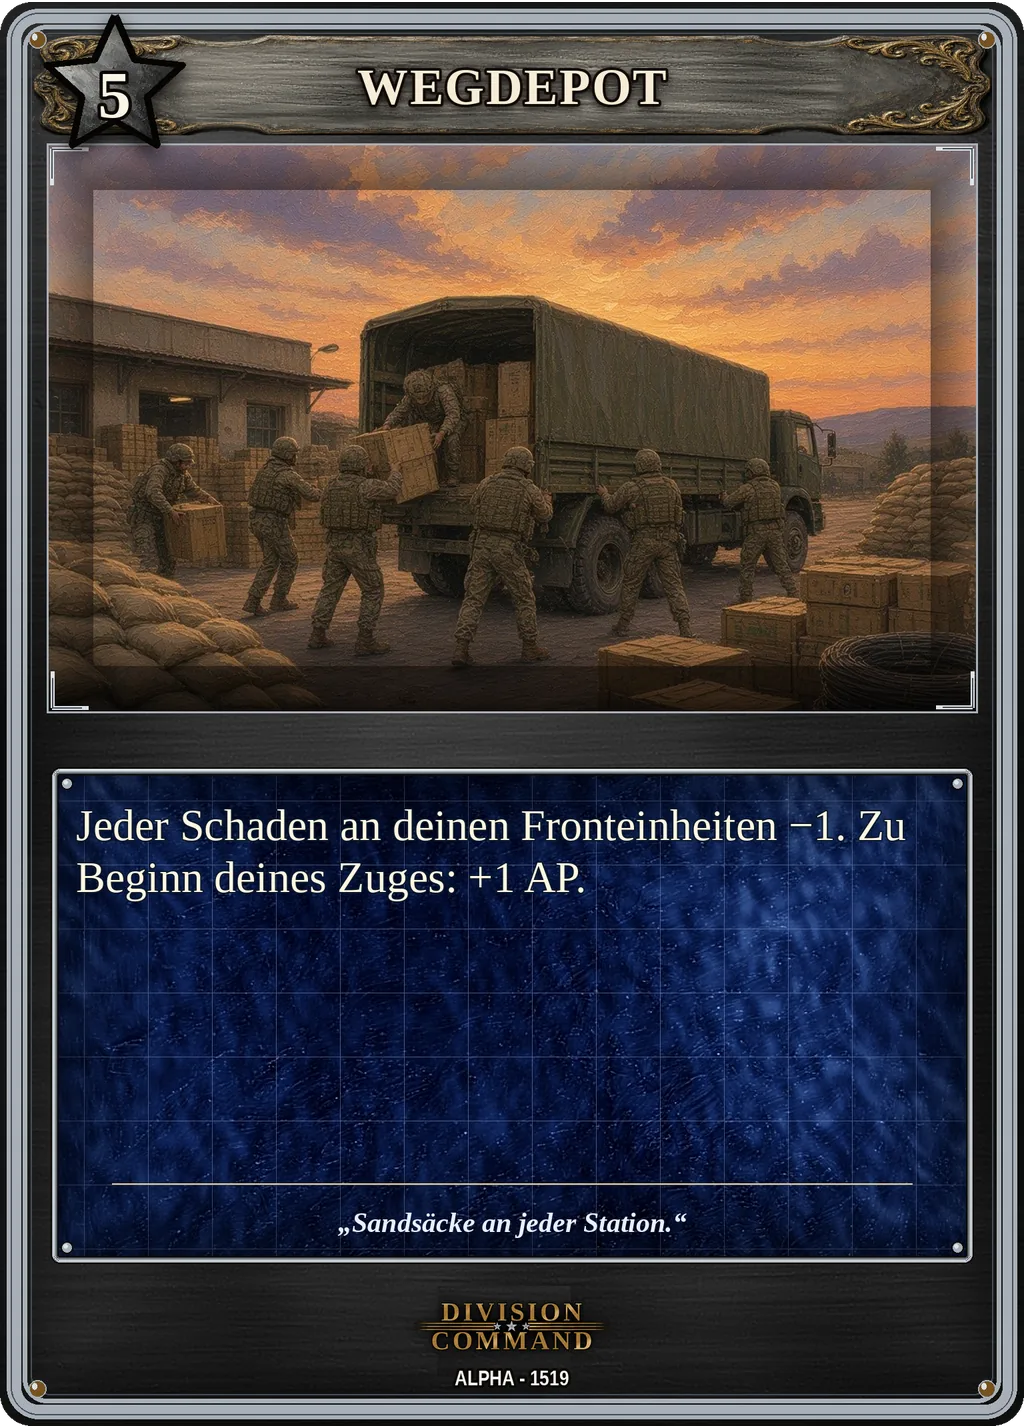 5
WEGDEPOT
Jeder Schaden an deinen Fronteinheiten −1. Zu
Beginn deines Zuges: +1 AP.
„Sandsäcke an jeder Station.“
DIVISION
COMMAND
ALPHA - 1519